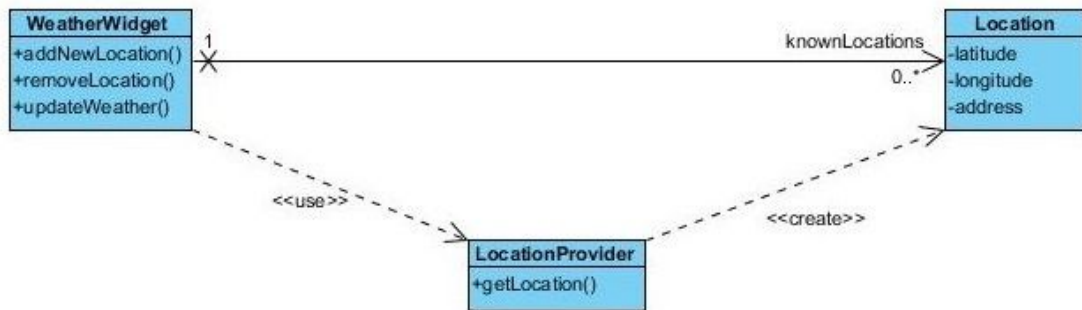 WeatherWidget
+addNewLocation()
+removeLocation()
+updateWeather()
1
knownLocations
0..*
Location
-latitude
-longitude
-address
<<use>>
<<create>>
LocationProvider
+getLocation()